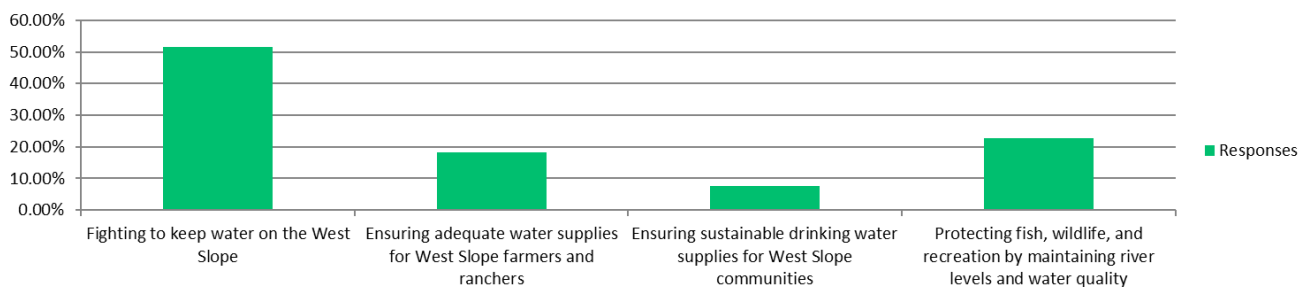 60.00%
50.00%
40.00%
30.00%
20.00%
10.00%
0.00%
Fighting to keep water on the West
Slope
Ensuring adequate water supplies
for West Slope farmers and
ranchers
Ensuring sustainable drinking water
supplies for West Slope
communities
Protecting fish, wildlife, and
recreation by maintaining river
levels and water quality
Responses